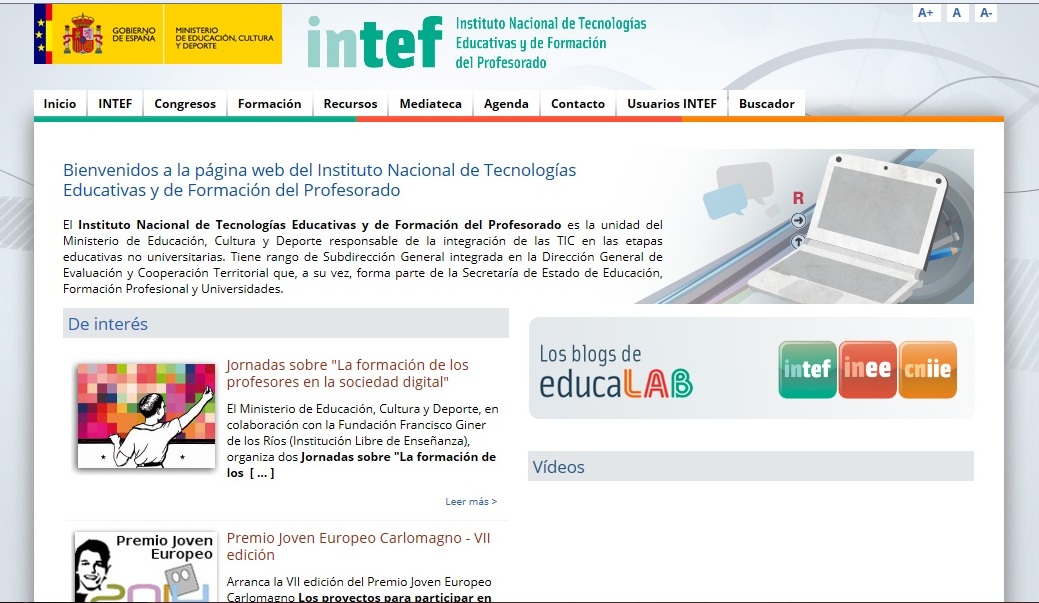 GOBIERNO
DE ESPAÑA
MINISTERIO
DE EDUCACIÓN, CULTURA
Y DEPORTE
intef
Instituto Nacional de Tecnologías
Educativas y de Formación
del Profesorado
A+ A A-
Inicio INTEF Congresos Formación Recursos Mediateca Agenda Contacto Usuarios INTEF Buscador
Bienvenidos a la página web del Instituto Nacional de Tecnologías
Educativas y de Formación del Profesorado
El Instituto Nacional de Tecnologías Educativas y de Formación del Profesorado es la unidad del
Ministerio de Educación, Cultura y Deporte responsable de la integración de las TIC en las etapas
educativas no universitarias. Tiene rango de Subdirección General integrada en la Dirección General de
Evaluación y Cooperación Territorial que, a su vez, forma parte de la Secretaría de Estado de Educación,
Formación Profesional y Universidades.
R
De interés
Jornadas sobre "La formación de los
profesores en la sociedad digital"
El Ministerio de Educación, Cultura y Deporte, en
colaboración con la Fundación Francisco Giner
de los Ríos (Institución Libre de Enseñanza),
organiza dos Jornadas sobre "La formación de
los [ ... ]
Leer más >
Premio Joven
Europeo
2014
Premio Joven Europeo Carlomagno - VII
edición
Arranca la VII edición del Premio Joven Europeo
Carlomagno Los proyectos para participar en
Los blogs de
educaLAB
intef inee cniie
Vídeos